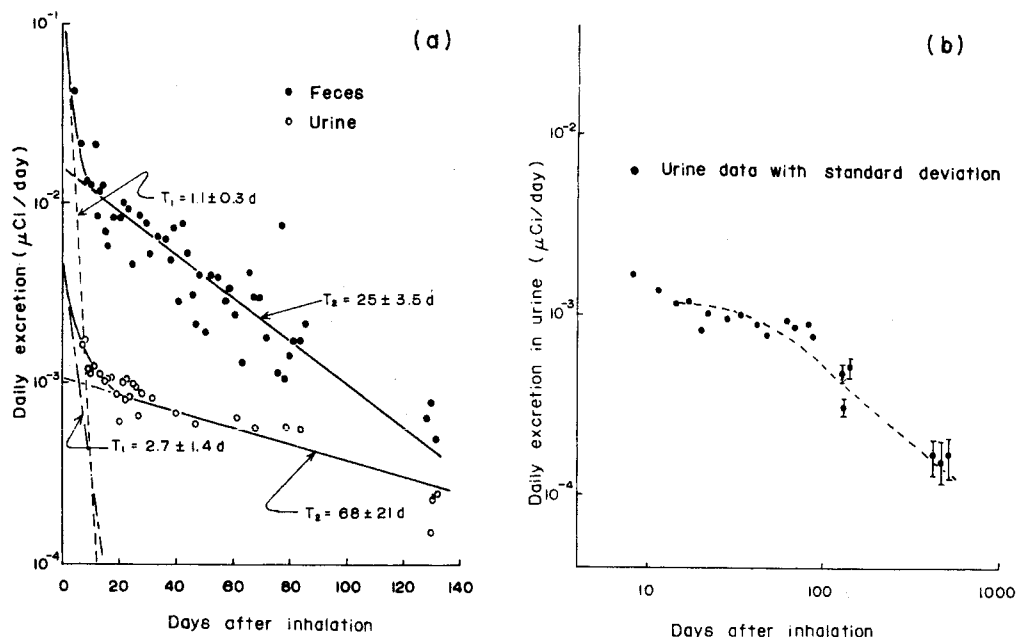 (a)
Daily excretion ( μCi / day )
10⁻¹
10⁻²
10⁻³
10⁻⁴
Feces
Urine
T₁ = 1.1 ± 0.3 d
T₂ = 25 ± 3.5 d
T₁ = 2.7 ± 1.4 d
T₂ = 68 ± 21 d
0 20 40 60 80 100 120 140
Days after inhalation
(b)
Daily excretion in urine ( μCi/day )
10⁻²
10⁻³
10⁻⁴
Urine data with standard deviation
10 100 1000
Days after inhalation